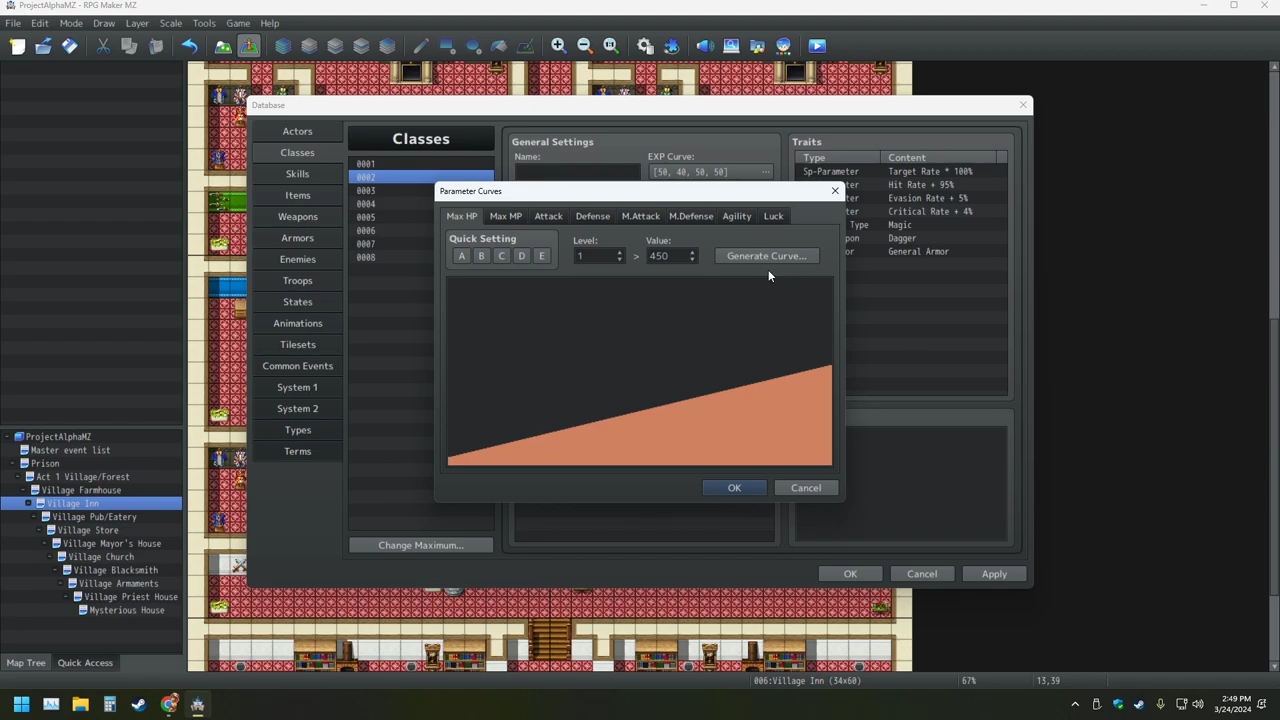 ProjectAlphaMZ - RPG Maker MZ
File Edit Mode Draw Layer Scale Tools Game Help
Database
Actors
Classes
Skills
Items
Weapons
Armors
Enemies
Troops
States
Animations
Tilesets
Common Events
System 1
System 2
Types
Terms
Classes
0001
0002
0003
0004
0005
0006
0007
0008
Change Maximum...
General Settings
Name:
EXP Curve:
[50, 40, 50, 50] ...
Traits
Type Content
Sp-Parameter Target Rate * 100%
ter Hit Rate + 95%
ter Evasion Rate + 5%
ter Critical Rate + 4%
Type Magic
pon Dagger
or General Armor
Parameter Curves
Max HP Max MP Attack Defense M.Attack M.Defense Agility Luck
Quick Setting
A B C D E
Level:
1
>
Value:
450
Generate Curve...
OK Cancel
OK Cancel Apply
ProjectAlphaMZ
Master event list
Prison
Act 1 Village/Forest
Village Farmhouse
Village Inn
Village Pub/Eatery
Village Store
Village Mayor's House
Village Church
Village Blacksmith
Village Armaments
Village Priest House
Mysterious House
Map Tree Quick Access
006:Village Inn (34x60) 67% 13,39
2:49 PM
3/24/2024